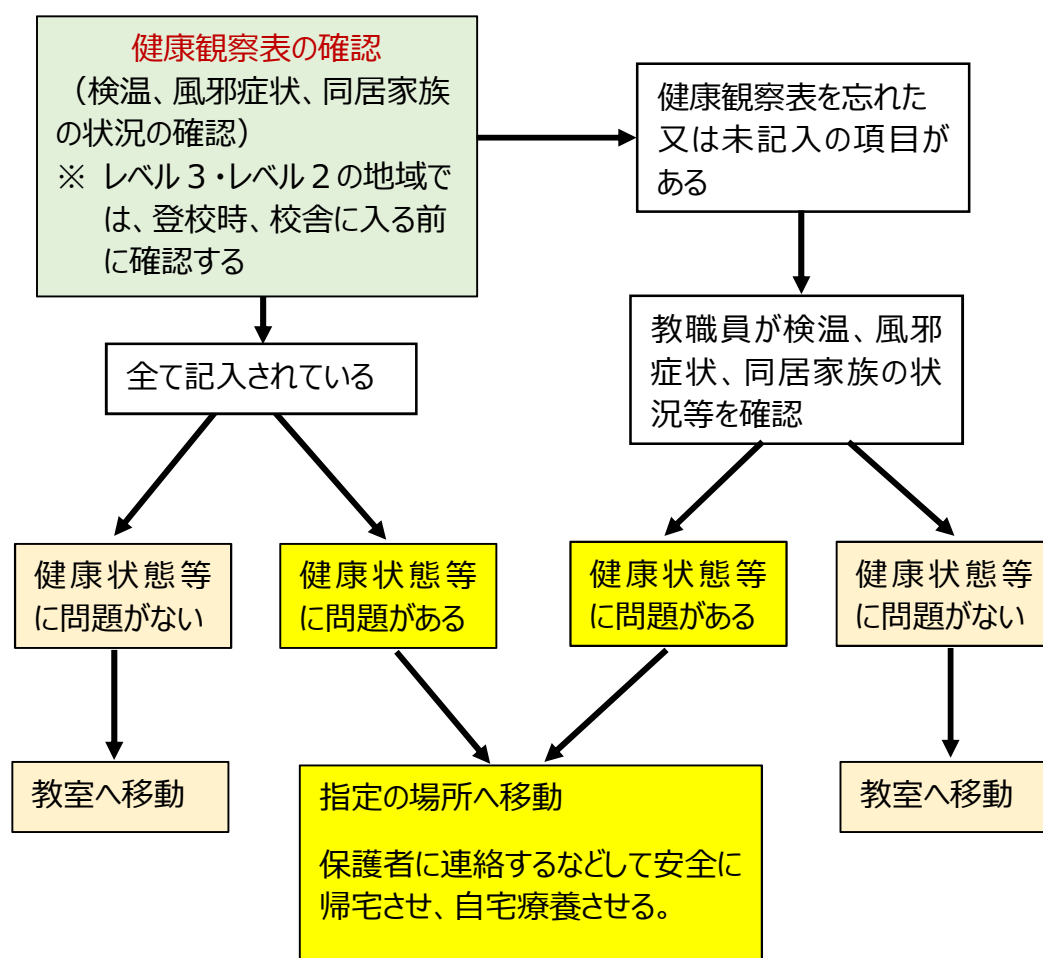 健康観察表の確認
（検温、風邪症状、同居家族
の状況の確認）
※ レベル３・レベル２の地域で
は、登校時、校舎に入る前
に確認する
健康観察表を忘れた
又は未記入の項目が
ある
全て記入されている
教職員が検温、風邪
症状、同居家族の状
況等を確認
健康状態等
に問題がない
健康状態等
に問題がある
健康状態等
に問題がある
健康状態等
に問題がない
教室へ移動
指定の場所へ移動
保護者に連絡するなどして安全に
帰宅させ、自宅療養させる。
教室へ移動